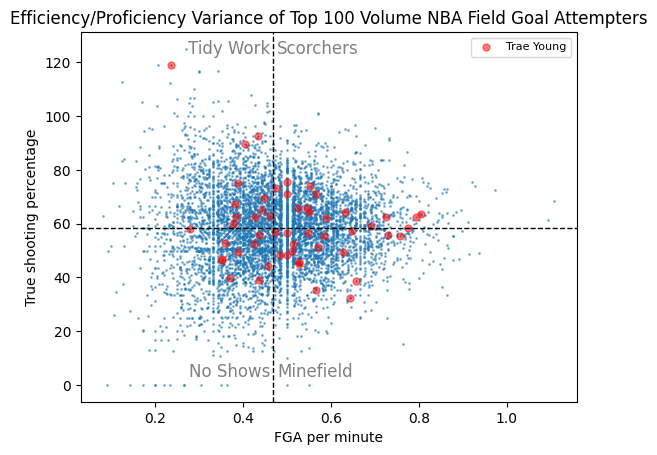 Efficiency/Proficiency Variance of Top 100 Volume NBA Field Goal Attempters
Tidy Work Scorchers
Trae Young
120
100
80
60
40
20
0
True shooting percentage
No Shows Minefield
0.2 0.4 0.6 0.8 1.0
FGA per minute